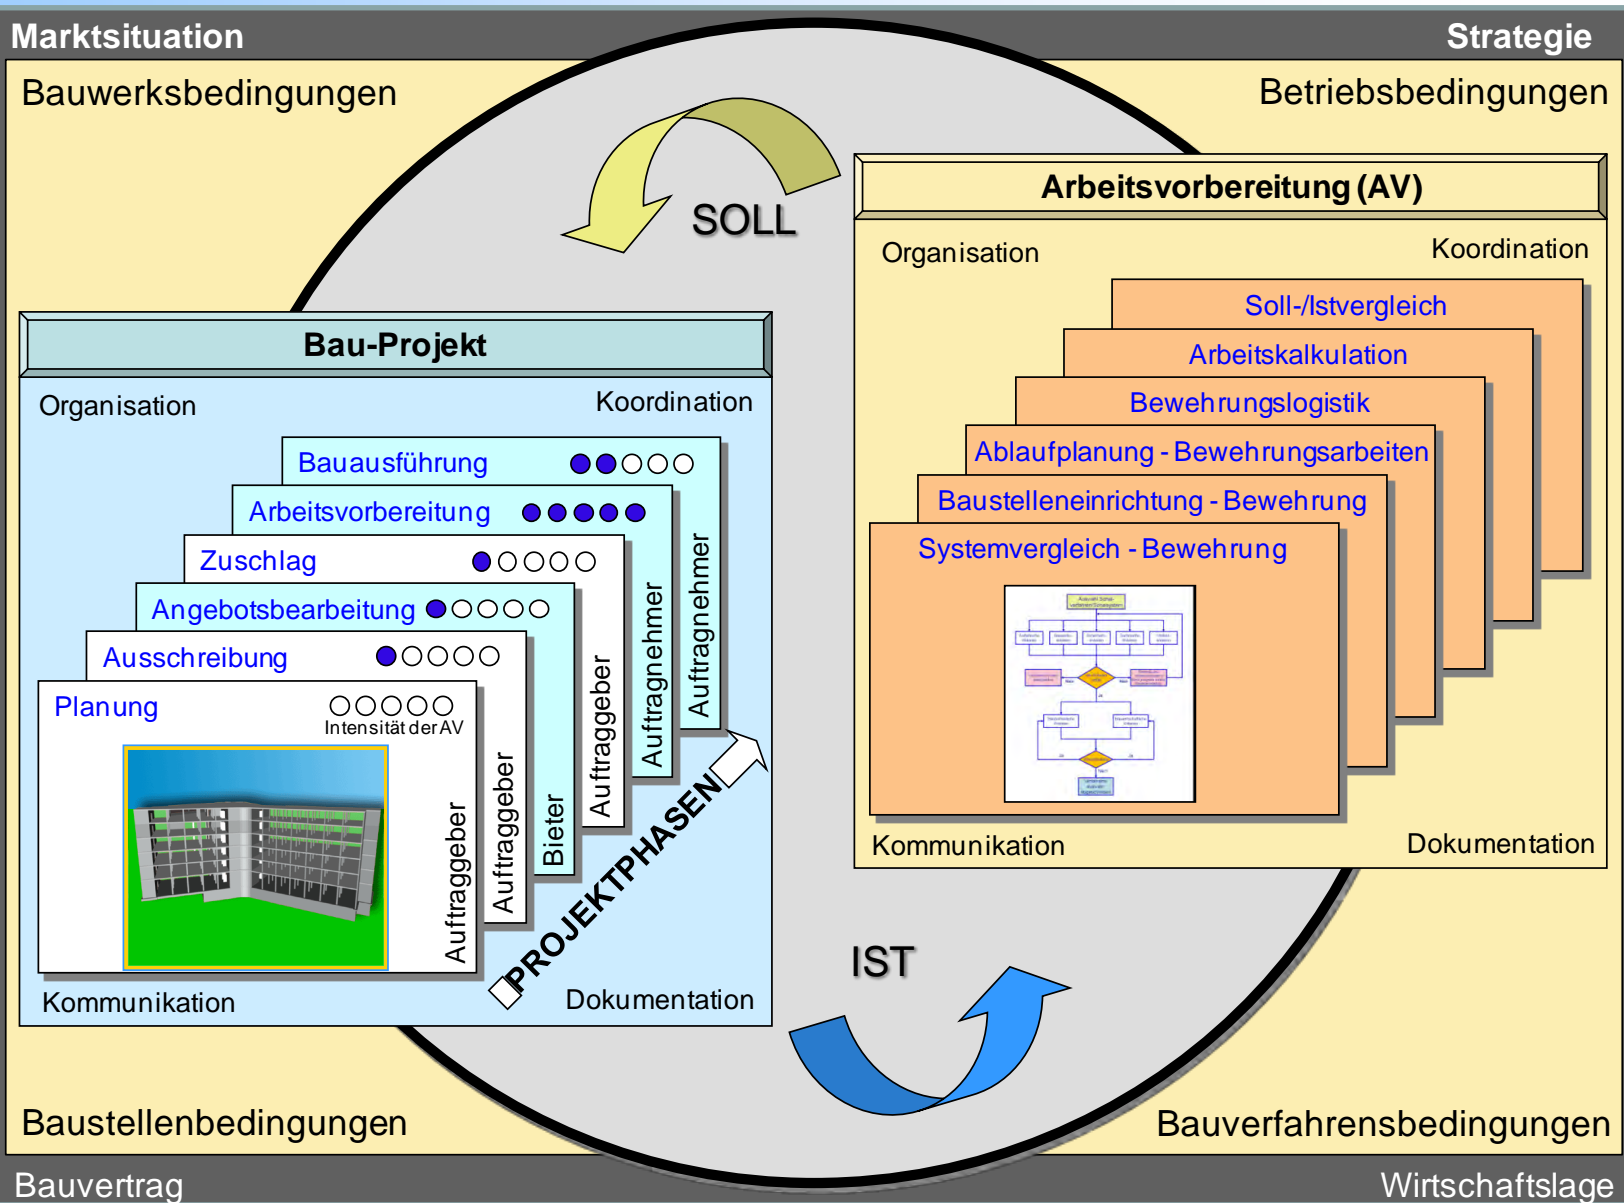 Marktsituation
Strategie
Bauwerksbedingungen
Betriebsbedingungen
SOLL
Arbeitsvorbereitung (AV)
Organisation
Koordination
Soll-/Istvergleich
Arbeitskalkulation
Bewehrungslogistik
Ablaufplanung - Bewehrungsarbeiten
Baustelleneinrichtung - Bewehrung
Systemvergleich - Bewehrung
Kommunikation
Dokumentation
Bau-Projekt
Organisation
Koordination
Bauausführung
Auftragnehmer
Arbeitsvorbereitung
Auftragnehmer
Zuschlag
Auftraggeber
Angebotsbearbeitung
Bieter
Ausschreibung
Auftraggeber
Planung
Intensität der AV
Auftraggeber
PROJEKTPHASEN
Kommunikation
Dokumentation
IST
Baustellenbedingungen
Bauverfahrensbedingungen
Bauvertrag
Wirtschaftslage